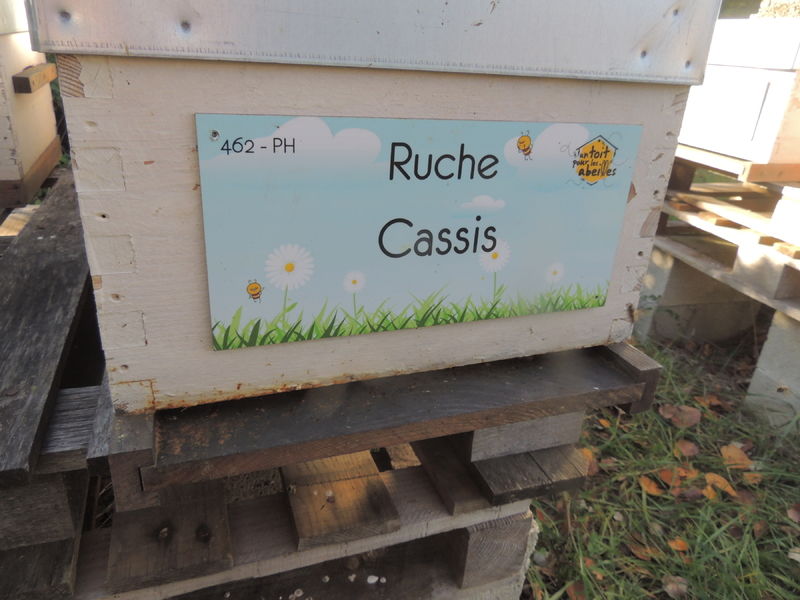 462 - PH
Ruche
Cassis
un toit
pour les
abeilles